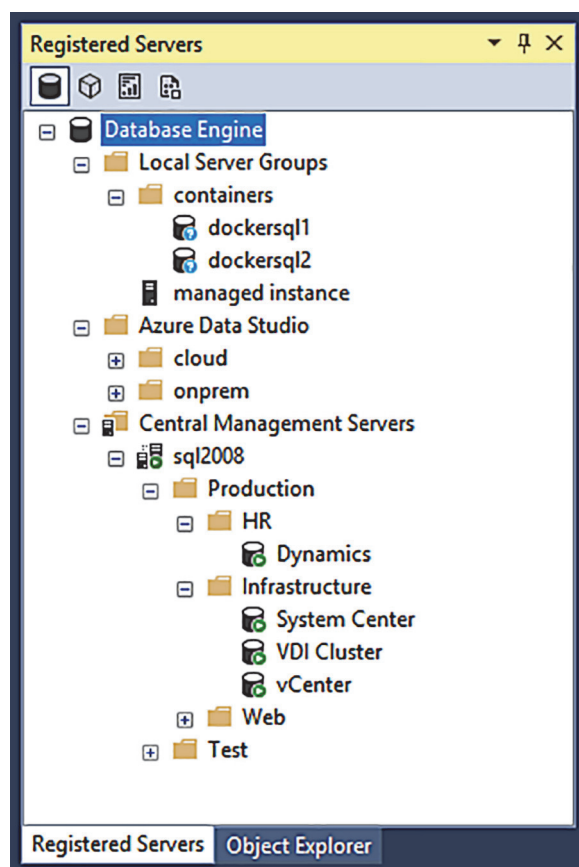 Registered Servers
Database Engine
Local Server Groups
containers
dockersql1
dockersql2
managed instance
Azure Data Studio
cloud
onprem
Central Management Servers
sql2008
Production
HR
Dynamics
Infrastructure
System Center
VDI Cluster
vCenter
Web
Test
Registered Servers Object Explorer